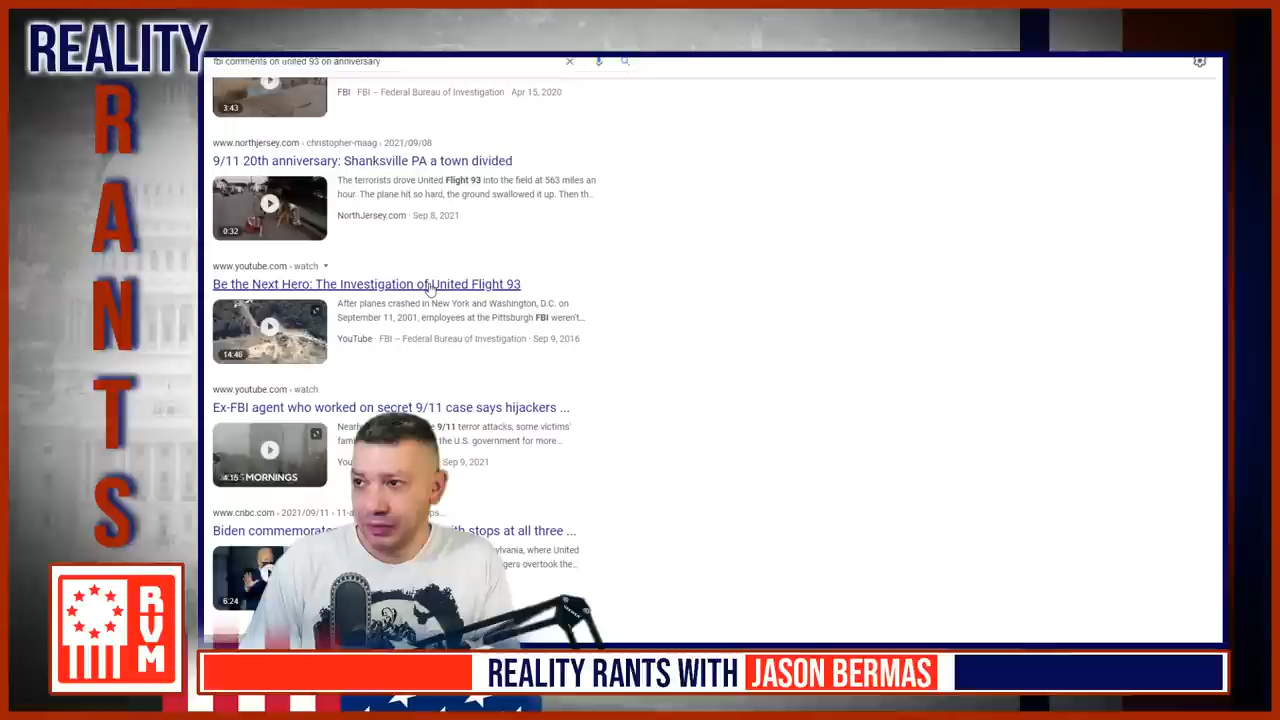 REALITY
RANTS
fbi comments on united 93 on anniversary
3:43
FBI FBI – Federal Bureau of Investigation Apr 15, 2020
www.northjersey.com › christopher-maag › 2021/09/08
9/11 20th anniversary: Shanksville PA a town divided
The terrorists drove United Flight 93 into the field at 563 miles an
hour. The plane hit so hard, the ground swallowed it up. Then th..
0:32
NorthJersey.com · Sep 8, 2021
www.youtube.com › watch
Be the Next Hero: The Investigation of United Flight 93
After planes crashed in New York and Washington, D.C. on
September 11, 2001, employees at the Pittsburgh FBI weren't...
14:46
YouTube · FBI – Federal Bureau of Investigation · Sep 9, 2016
www.youtube.com › watch
Ex-FBI agent who worked on secret 9/11 case says hijackers ...
9/11 terror attacks, some victims'
the U.S. government for more...
4:15 MORNINGS
Sep 9, 2021
www.cnbc.com › 2021/09/11 ›
Biden commemorat with stops at all three ...
where United
overtook the...
6:24
RVM
REALITY RANTS WITH JASON BERMAS